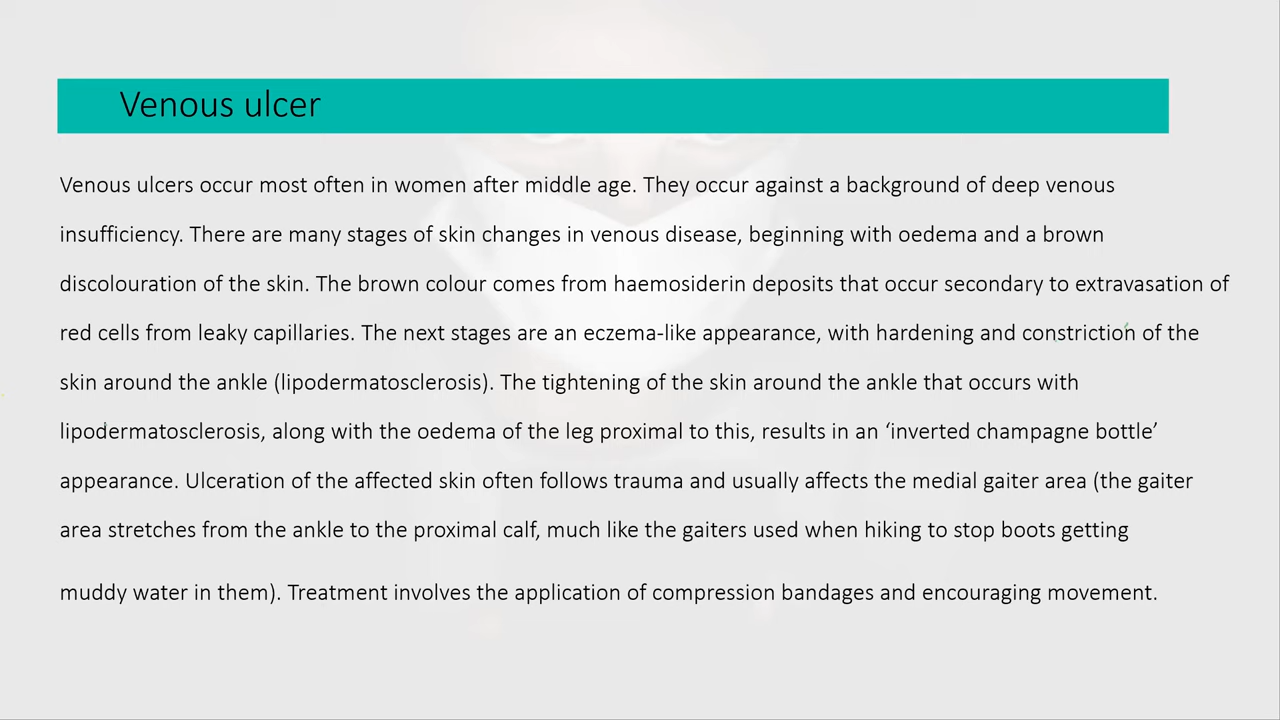 Venous ulcer
Venous ulcers occur most often in women after middle age. They occur against a background of deep venous
insufficiency. There are many stages of skin changes in venous disease, beginning with oedema and a brown
discolouration of the skin. The brown colour comes from haemosiderin deposits that occur secondary to extravasation of
red cells from leaky capillaries. The next stages are an eczema-like appearance, with hardening and constriction of the
skin around the ankle (lipodermatosclerosis). The tightening of the skin around the ankle that occurs with
lipodermatosclerosis, along with the oedema of the leg proximal to this, results in an ‘inverted champagne bottle’
appearance. Ulceration of the affected skin often follows trauma and usually affects the medial gaiter area (the gaiter
area stretches from the ankle to the proximal calf, much like the gaiters used when hiking to stop boots getting
muddy water in them). Treatment involves the application of compression bandages and encouraging movement.